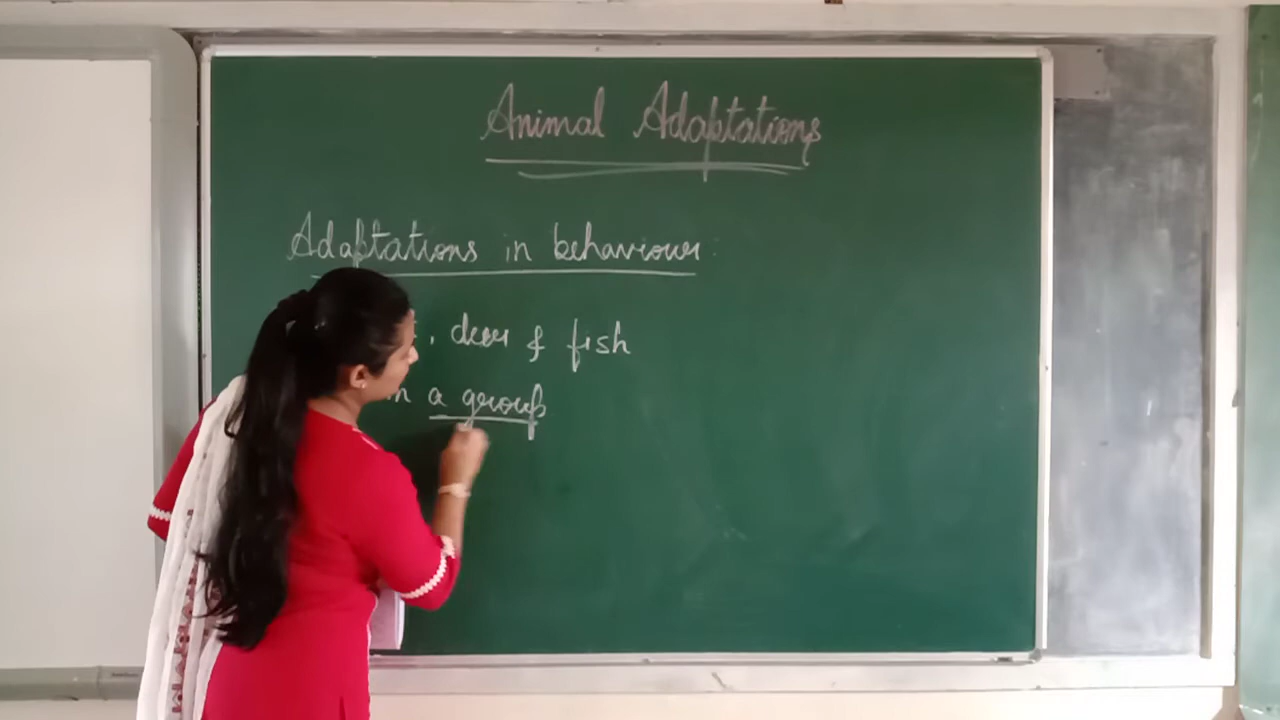 Animal Adaptations
Adaptations in behaviour:
, deer & fish
a group